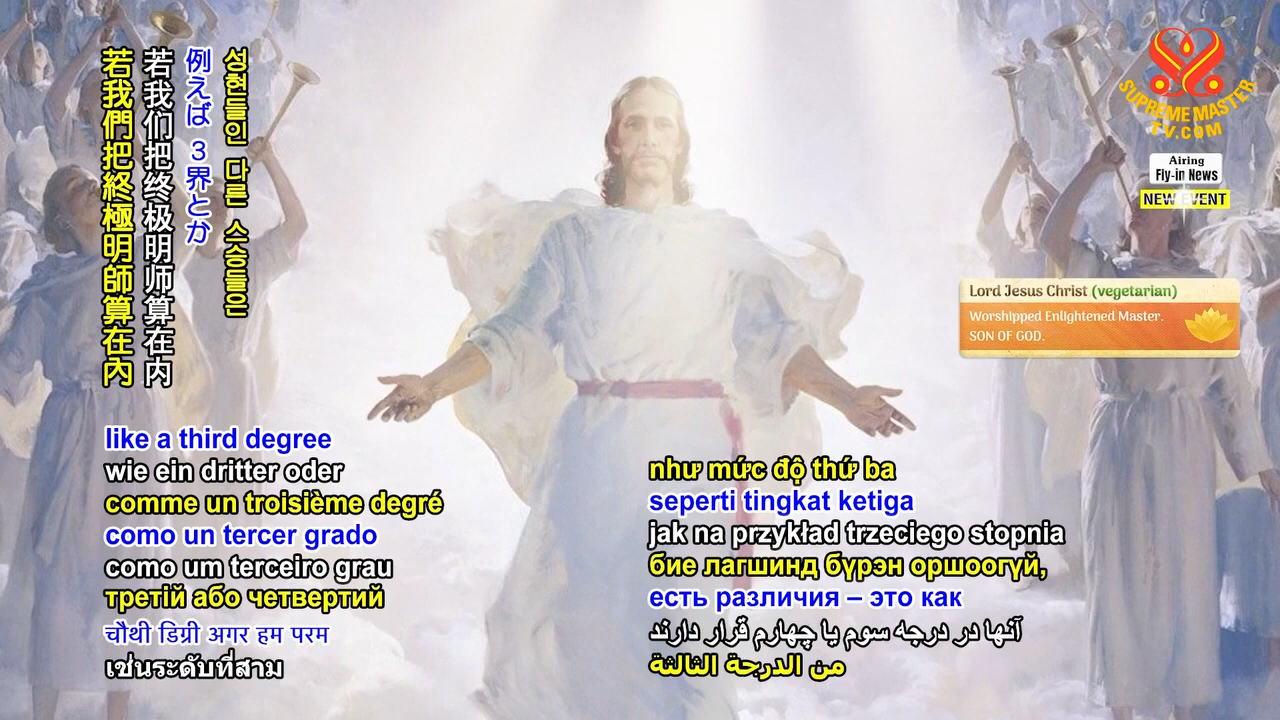 若我們把終極明師算在內
若我们把终极明师算在内
例えば 3界とか
성현들인 다른 스승들은
SUPREME MASTER
TV.COM
Airing
Fly-in News
NEW EVENT
Lord Jesus Christ (vegetarian)
Worshipped Enlightened Master.
SON OF GOD.
like a third degree
wie ein dritter oder
comme un troisième degré
como un tercer grado
como um terceiro grau
третій або четвертий
चौथी डिग्री अगर हम परम
เช่นระดับที่สาม
như mức độ thứ ba
seperti tingkat ketiga
jak na przykład trzeciego stopnia
бие лагшинд бүрэн оршоогүй,
есть различия – это как
آنها در درجه سوم یا چهارم قرار دارند
من الدرجة الثالثة